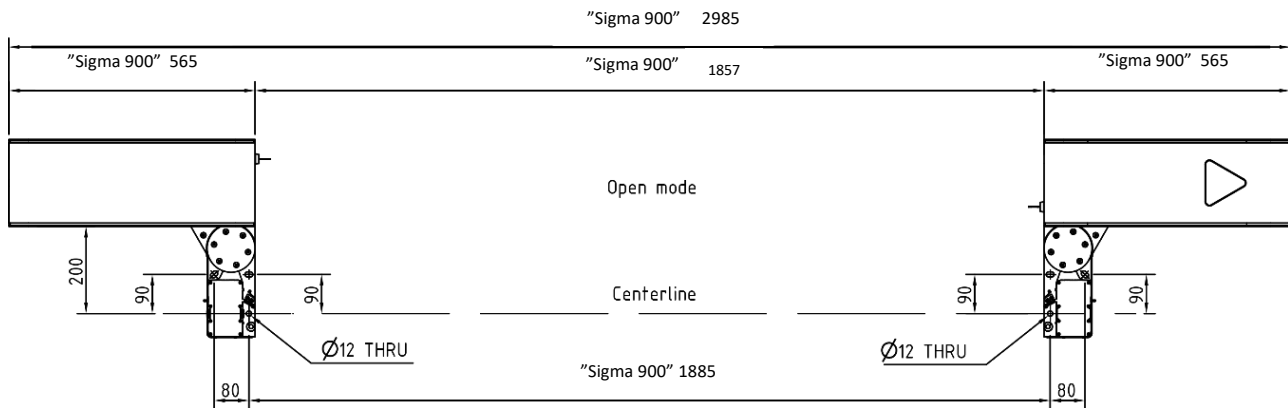 ”Sigma 900” 2985
”Sigma 900” 565
”Sigma 900” 1857
”Sigma 900” 565
Open mode
200
90
90
Centerline
90
90
Ø12 THRU
Ø12 THRU
”Sigma 900” 1885
80
80